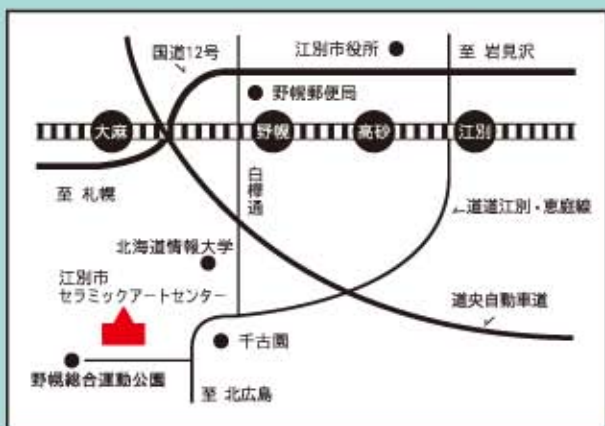 国道12号
江別市役所
至 岩見沢
野幌郵便局
大麻
野幌
高砂
江別
至 札幌
白樺通
道道江別・恵庭線
北海道情報大学
江別市
セラミックアートセンター
道央自動車道
千古園
野幌総合運動公園
至 北広島